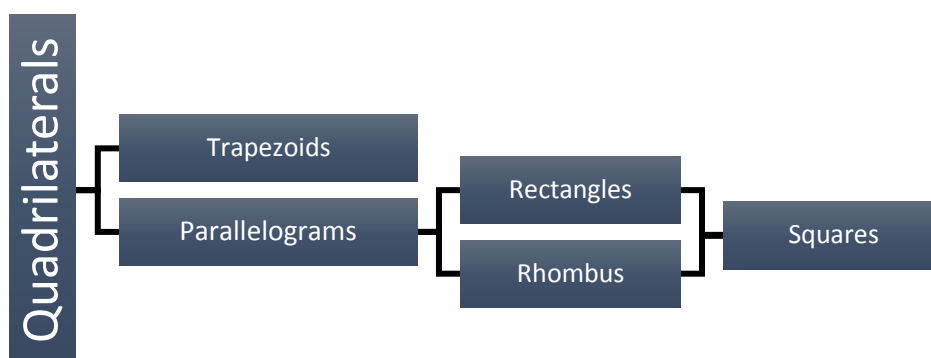 Quadrilaterals
Trapezoids
Parallelograms
Rectangles
Rhombus
Squares